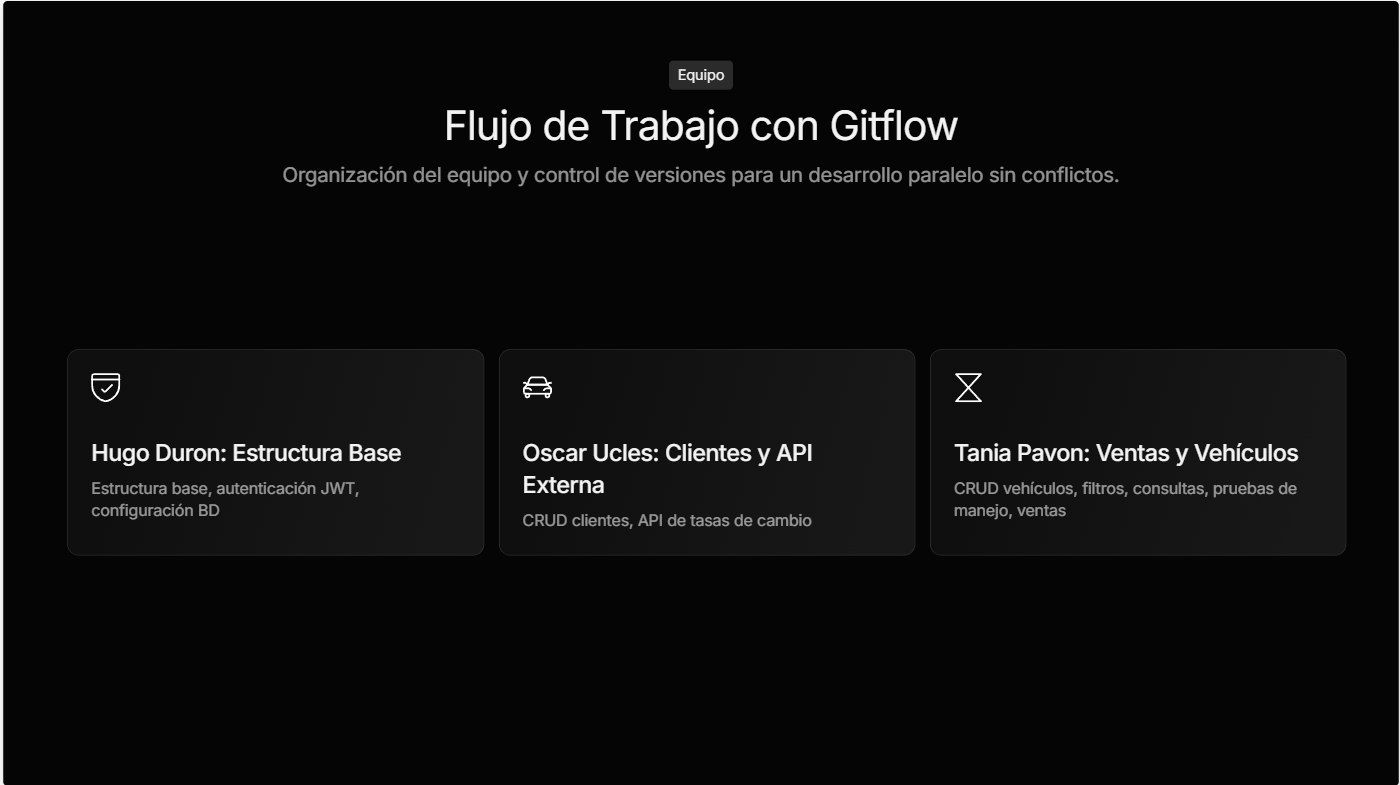 Equipo
Flujo de Trabajo con Gitflow
Organización del equipo y control de versiones para un desarrollo paralelo sin conflictos.
Hugo Duron: Estructura Base
Estructura base, autenticación JWT,
configuración BD
Oscar Ucles: Clientes y API
Externa
CRUD clientes, API de tasas de cambio
Tania Pavon: Ventas y Vehículos
CRUD vehículos, filtros, consultas, pruebas de
manejo, ventas